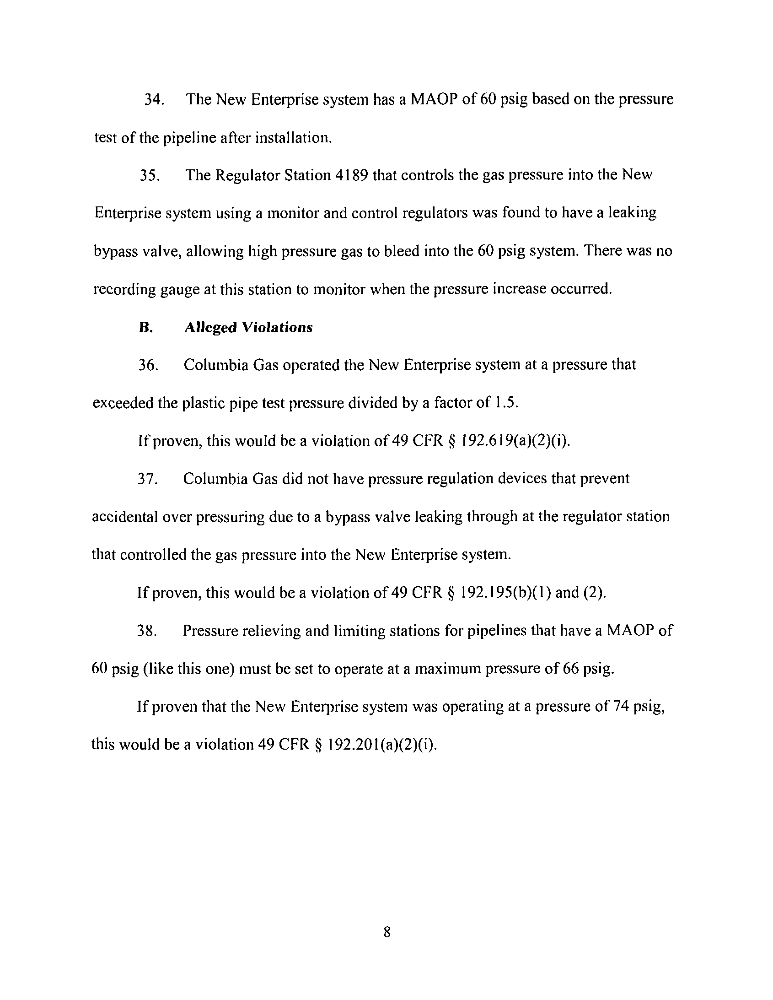 34. The New Enterprise system has a MAOP of 60 psig based on the pressure
test of the pipeline after installation.
35. The Regulator Station 4189 that controls the gas pressure into the New
Enterprise system using a monitor and control regulators was found to have a leaking
bypass valve, allowing high pressure gas to bleed into the 60 psig system. There was no
recording gauge at this station to monitor when the pressure increase occurred.
B. Alleged Violations
36. Columbia Gas operated the New Enterprise system at a pressure that
exceeded the plastic pipe test pressure divided by a factor of 1.5.
If proven, this would be a violation of 49 CFR § 192.619(a)(2)(i).
37. Columbia Gas did not have pressure regulation devices that prevent
accidental over pressuring due to a bypass valve leaking through at the regulator station
that controlled the gas pressure into the New Enterprise system.
If proven, this would be a violation of 49 CFR § 192.195(b)(1) and (2).
38. Pressure relieving and limiting stations for pipelines that have a MAOP of
60 psig (like this one) must be set to operate at a maximum pressure of 66 psig.
If proven that the New Enterprise system was operating at a pressure of 74 psig,
this would be a violation 49 CFR § 192.201(a)(2)(i).
8